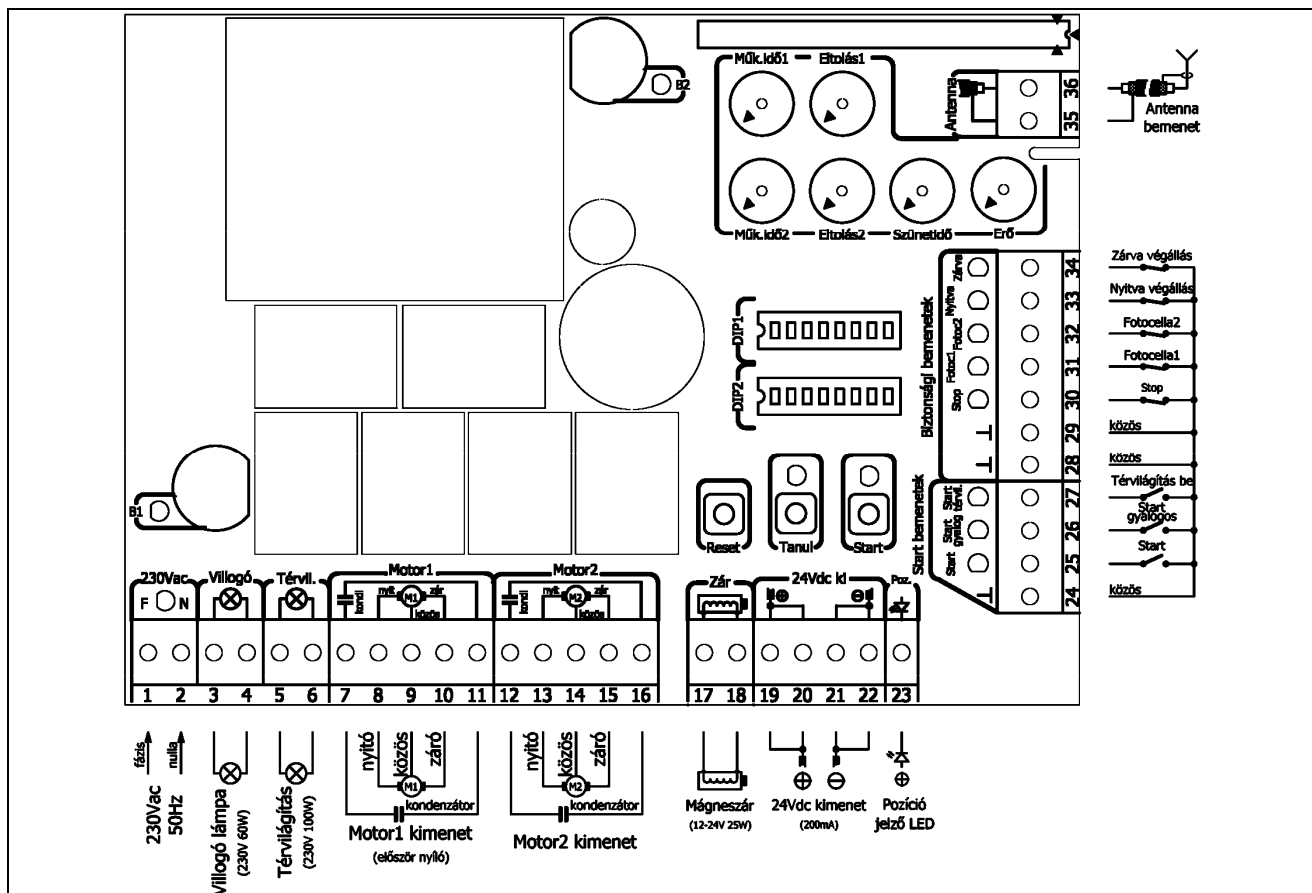 Műk.idő1 Eltolás1
B2
Antenna
36
35
Antenna
bemenet
Műk.idő2 Eltolás2 Szünetidő Erő
DIP1
DIP2
Biztonsági bemenetek
Zárva
34
Zárva végállás
Nyitva
33
Nyitva végállás
Fotoc2
32
Fotocella2
Fotoc1
31
Fotocella1
Stop
30
Stop
29
közös
28
közös
Start bemenetek
Start
térvil.
27
Térvilágítás be
Start
gyalog
26
Start
gyalogos
Start
25
Start
24
közös
B1
Reset Tanul Start
230Vac Villogó Térvil. Motor1 Motor2 Zár 24Vdc ki Poz.
F N
kondi nyit M1 zár
közös
kondi nyit M2 zár
közös
1 2 3 4 5 6 7 8 9 10 11 12 13 14 15 16 17 18 19 20 21 22 23
fázis
nulla
230Vac
50Hz
Villogó lámpa
(230V 60W)
Térvilágítás
(230V 100W)
nyitó
közös
záró
M1
kondenzátor
Motor1 kimenet
(először nyíló)
nyitó
közös
záró
M2
kondenzátor
Motor2 kimenet
Mágneszár
(12-24V 25W)
24Vdc kimenet
(200mA)
Pozíció
jelző LED